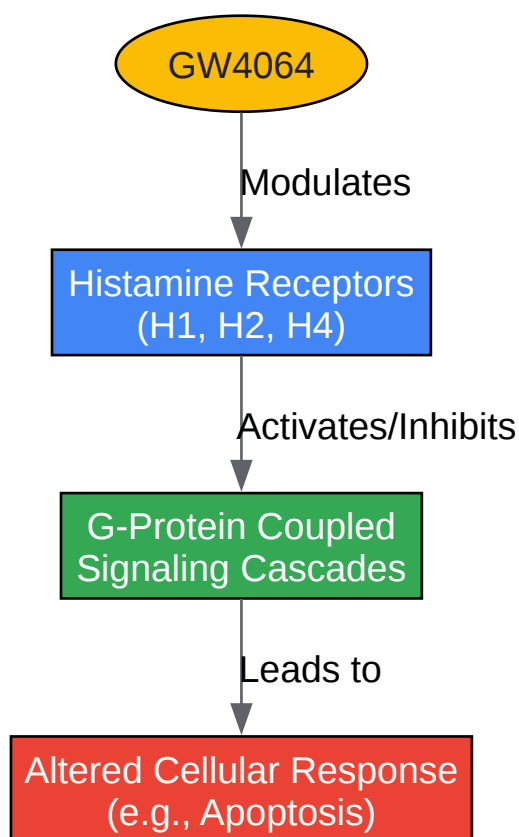 GW4064
Modulates
Histamine Receptors
(H1, H2, H4)
Activates/Inhibits
G-Protein Coupled
Signaling Cascades
Leads to
Altered Cellular Response
(e.g., Apoptosis)